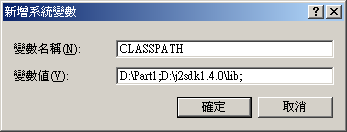 新增系統變數
變數名稱(N):
CLASSPATH
變數值(V):
D:\Part1;D:\j2sdk1.4.0\lib;
確定
取消